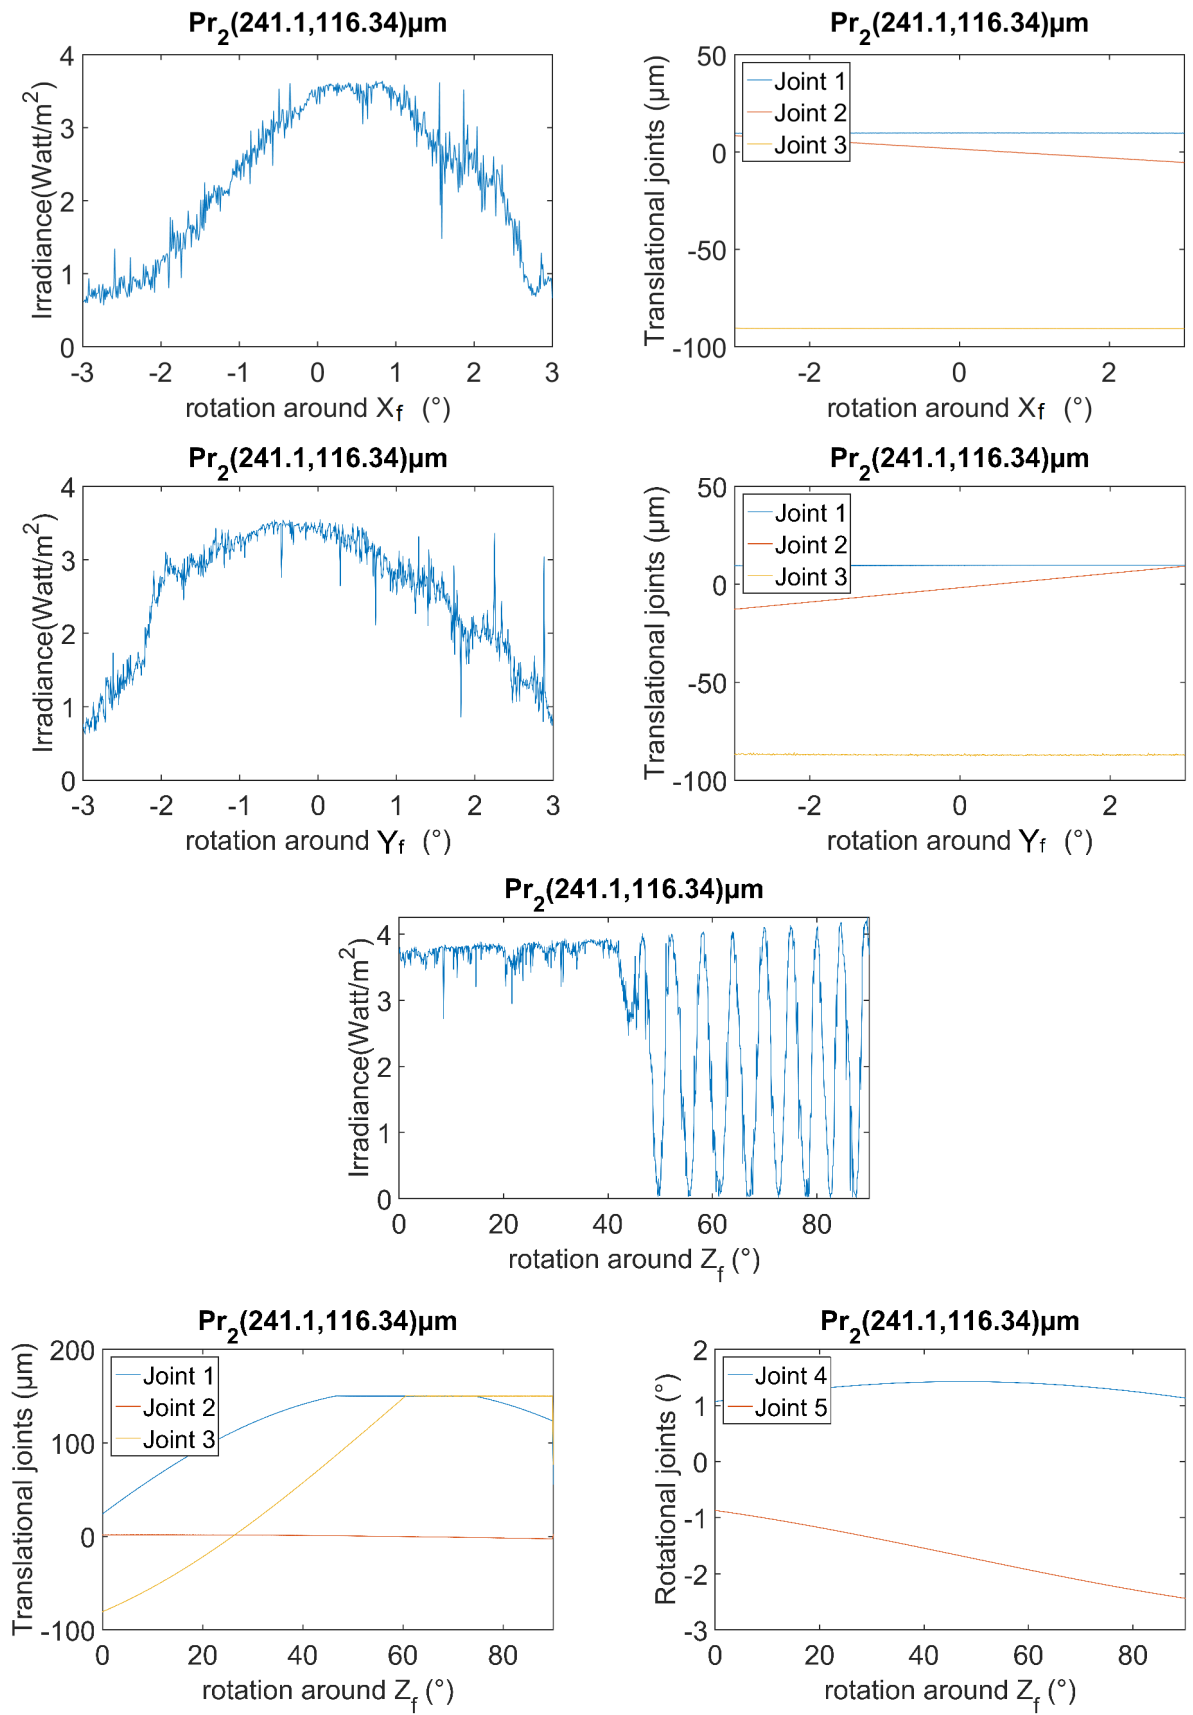 Pr2(241.1,116.34)µm
Irradiance(Watt/m2)
4
3
2
1
0
-3 -2 -1 0 1 2 3
rotation around Xf (°)
Pr2(241.1,116.34)µm
Translational joints (µm)
50
0
-50
-100
Joint 1
Joint 2
Joint 3
-2 0 2
rotation around Xf (°)
Pr2(241.1,116.34)µm
Irradiance(Watt/m2)
4
3
2
1
0
-3 -2 -1 0 1 2 3
rotation around Yf (°)
Pr2(241.1,116.34)µm
Translational joints (µm)
50
0
-50
-100
Joint 1
Joint 2
Joint 3
-2 0 2
rotation around Yf (°)
Pr2(241.1,116.34)µm
Irradiance(Watt/m2)
4
3
2
1
0
0 20 40 60 80
rotation around Zf (°)
Pr2(241.1,116.34)µm
Translational joints (µm)
200
100
0
-100
Joint 1
Joint 2
Joint 3
0 20 40 60 80
rotation around Zf (°)
Pr2(241.1,116.34)µm
Rotational joints (°)
2
1
0
-1
-2
-3
Joint 4
Joint 5
0 20 40 60 80
rotation around Zf (°)